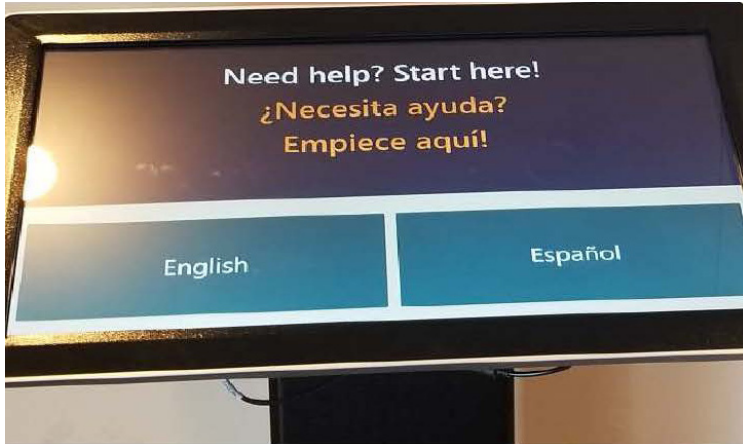 Need help? Start here!
¿Necesita ayuda?
Empiece aquí!
English
Español